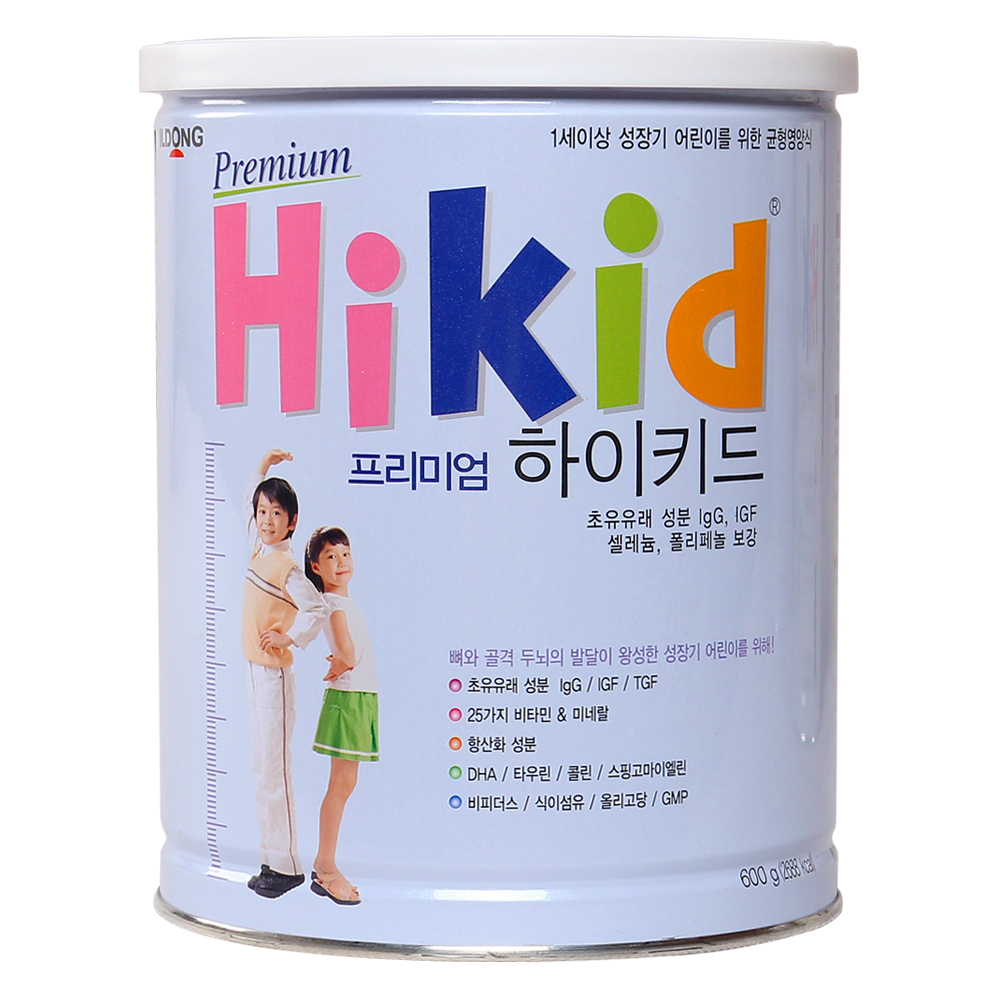 ILDONG
1세이상 성장기 어린이를 위한 균형영양식
Premium
Hikid®
프리미엄 하이키드
초유유래 성분 IgG, IGF
셀레늄, 폴리페놀 보강
뼈와 골격 두뇌의 발달이 왕성한 성장기 어린이를 위해!
초유유래 성분 IgG / IGF / TGF
25가지 비타민 & 미네랄
항산화 성분
DHA / 타우린 / 콜린 / 스핑고마이엘린
비피더스 / 식이섬유 / 올리고당 / GMP
600 g (2688 kcal)